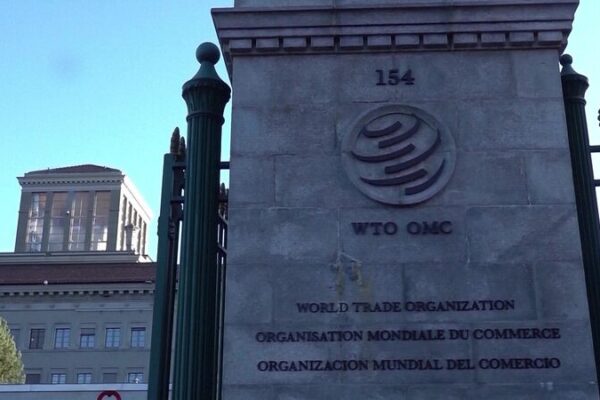 154
WTO OMC
WORLD TRADE ORGANIZATION
ORGANISATION MONDIALE DU COMMERCE
ORGANIZACION MUNDIAL DEL COMERCIO